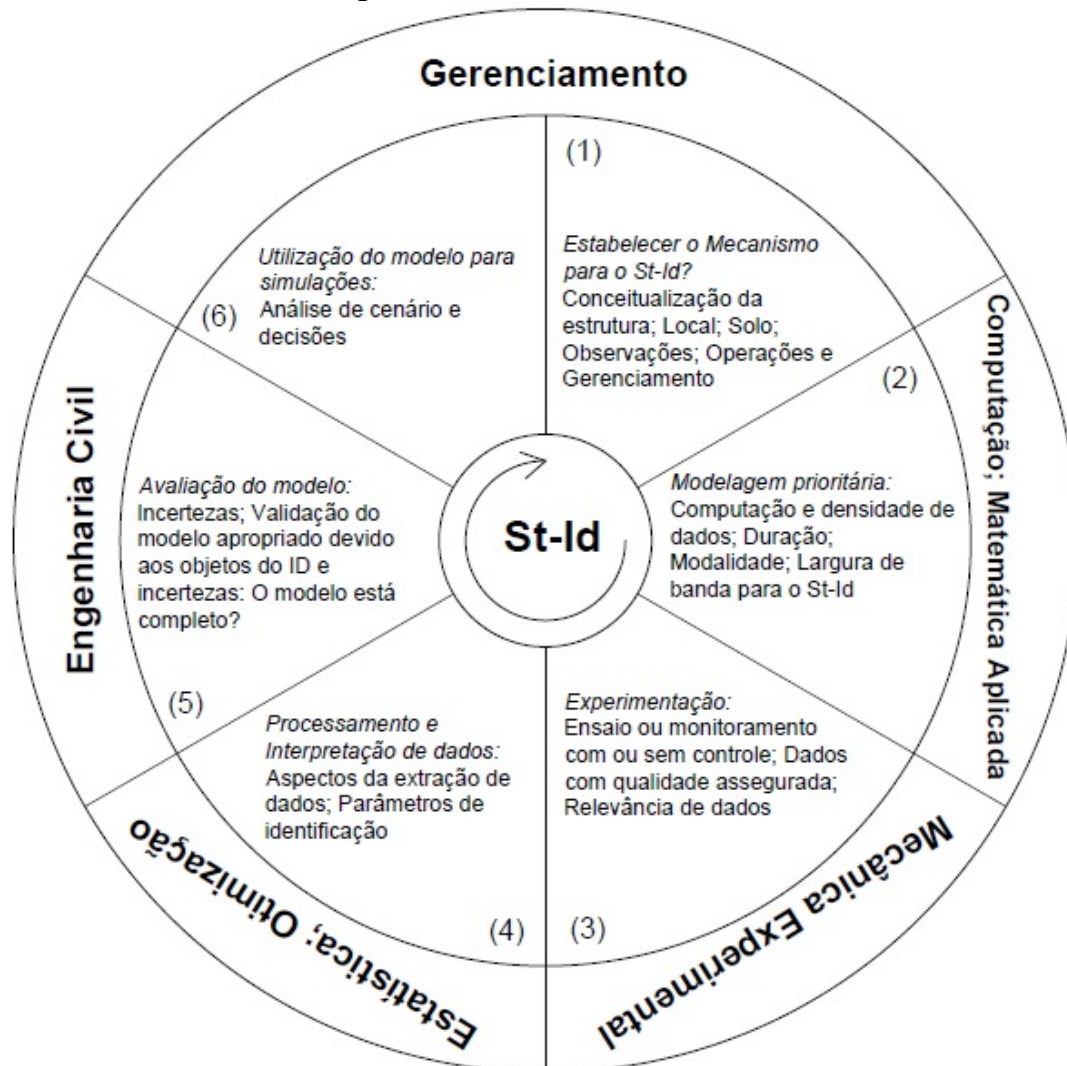 Gerenciamento
(1)
Estabelecer o Mecanismo
para o St-Id?
Conceitualização da
estrutura; Local; Solo;
Observações; Operações e
Gerenciamento
Computação; Matemática Aplicada
(2)
Modelagem prioritária:
Computação e densidade de
dados; Duração;
Modalidade; Largura de
banda para o St-Id
Mecânica Experimental
(3)
Experimentação:
Ensaio ou monitoramento
com ou sem controle; Dados
com qualidade assegurada;
Relevância de dados
Estatística; Otimização
(4)
Processamento e
Interpretação de dados:
Aspectos da extração de
dados; Parâmetros de
identificação
Engenharia Civil
(5)
Avaliação do modelo:
Incertezas; Validação do
modelo apropriado devido
aos objetos do ID e
incertezas: O modelo está
completo?
(6)
Utilização do modelo para
simulações:
Análise de cenário e
decisões
St-Id